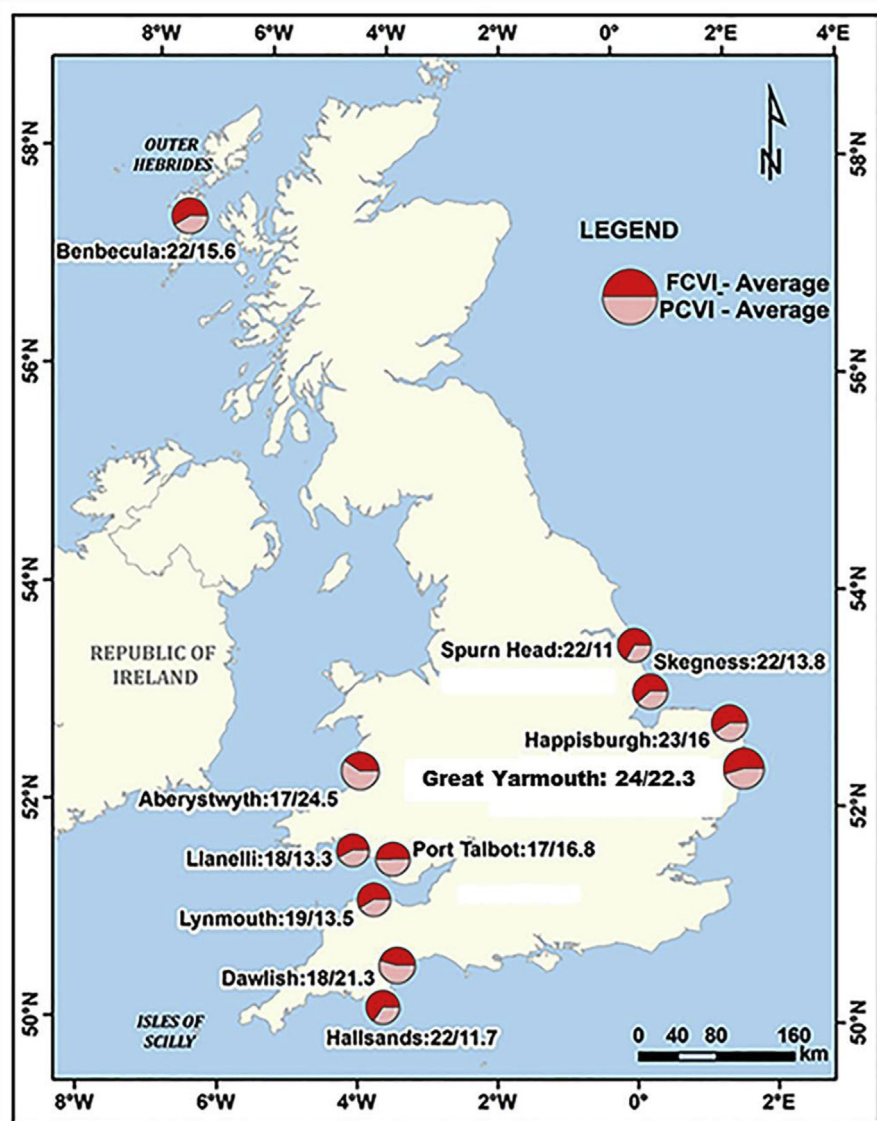 8°W 6°W 4°W 2°W 0° 2°E 4°E
58°N
58°N
OUTER
HEBRIDES
LEGEND
Benbecula:22/15.6
FCVI - Average
PCVI - Average
56°N
56°N
54°N
54°N
REPUBLIC OF
IRELAND
Spurn Head:22/11
Skegness:22/13.8
Happisburgh:23/16
Great Yarmouth: 24/22.3
Aberystwyth:17/24.5
52°N
52°N
Llanelli:18/13.3
Port Talbot:17/16.8
Lynmouth:19/13.5
Dawlish:18/21.3
50°N
50°N
ISLES OF
SCILLY
Hallsands:22/11.7
0 40 80 160
km
N
8°W 6°W 4°W 2°W 0° 2°E